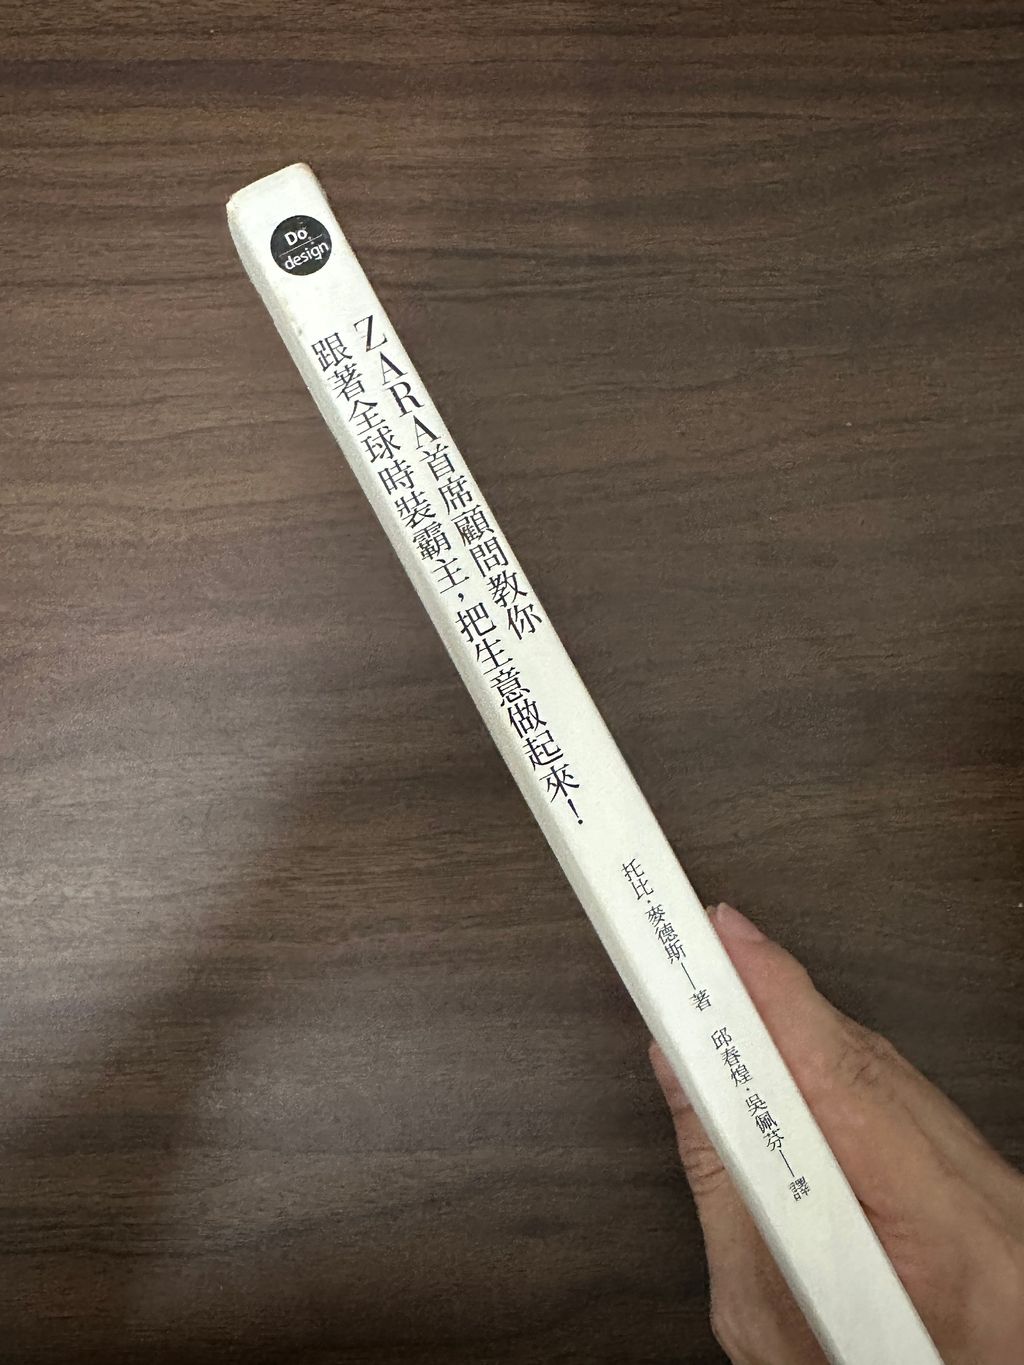 Do
design
ZARA首席顧問教你
跟著全球時裝霸主，把生意做起來！
托比·麥德斯—著
邱春煌·吳佩芬—譯